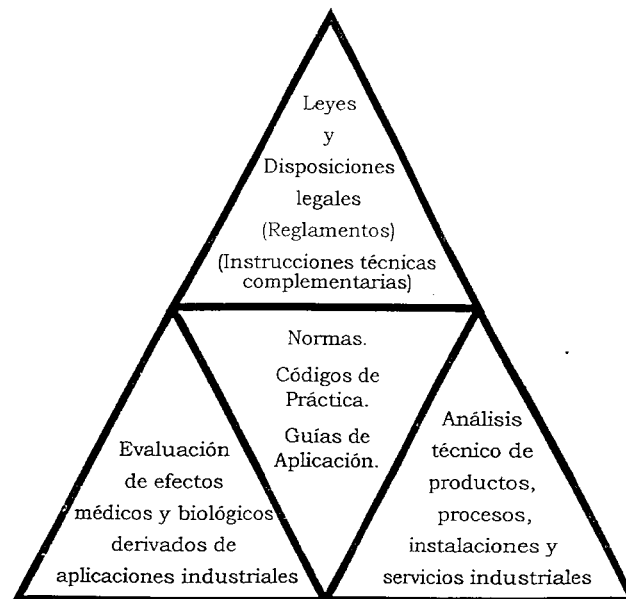 Leyes
y
Disposiciones
legales
(Reglamentos)
(Instrucciones técnicas
complementarias)
Normas.
Códigos de
Práctica.
Guías de
Aplicación.
Evaluación
de efectos
médicos y biológicos
derivados de
aplicaciones industriales
Análisis
técnico de
productos,
procesos,
instalaciones y
servicios industriales